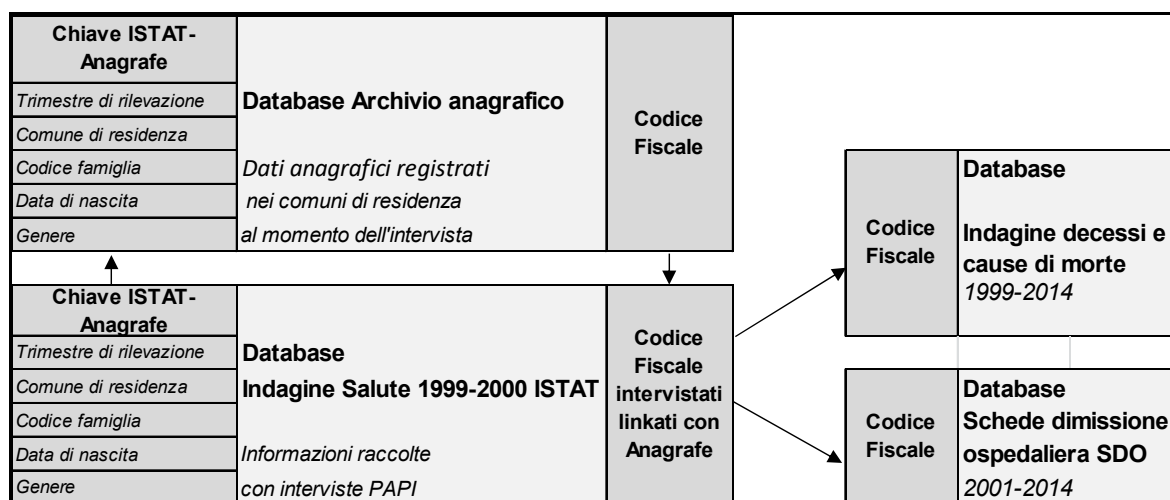 Chiave ISTAT-
Anagrafe
Trimestre di rilevazione
Comune di residenza
Codice famiglia
Data di nascita
Genere
Database Archivio anagrafico
Dati anagrafici registrati
nei comuni di residenza
al momento dell'intervista
Codice
Fiscale
Chiave ISTAT-
Anagrafe
Trimestre di rilevazione
Comune di residenza
Codice famiglia
Data di nascita
Genere
Database
Indagine Salute 1999-2000 ISTAT
Informazioni raccolte
con interviste PAPI
Codice
Fiscale
intervistati
linkati con
Anagrafe
Codice
Fiscale
Database
Indagine decessi e
cause di morte
1999-2014
Codice
Fiscale
Database
Schede dimissione
ospedaliera SDO
2001-2014